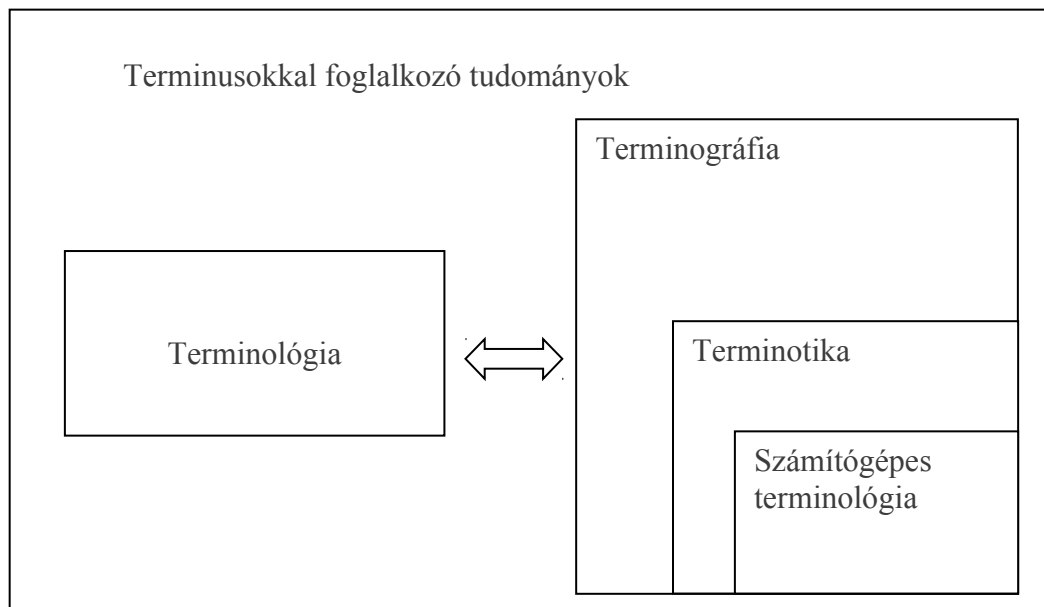 Terminusokkal foglalkozó tudományok
Terminográfia
Terminológia
Terminotika
Számítógépes
terminológia